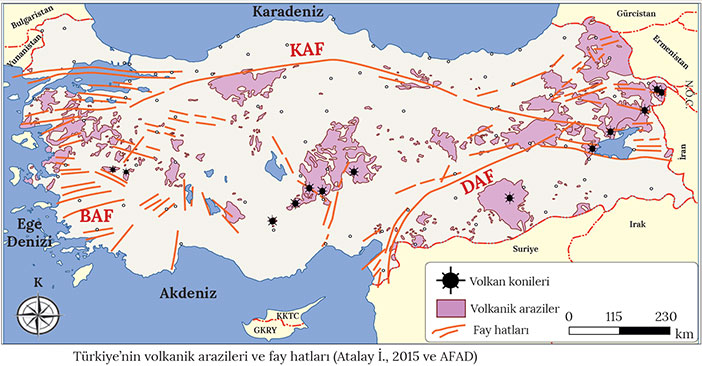 Karadeniz
Bulgaristan
Yunanistan
Gürcistan
Ermenistan
N.Ö.C
İran
KAF
DAF
BAF
Ege
Denizi
Akdeniz
Suriye
Irak
K
KKTC
GKRY
Volkan konileri
Volkanik araziler
Fay hatları
0 115 230
km
Türkiye'nin volkanik arazileri ve fay hatları (Atalay İ., 2015 ve AFAD)